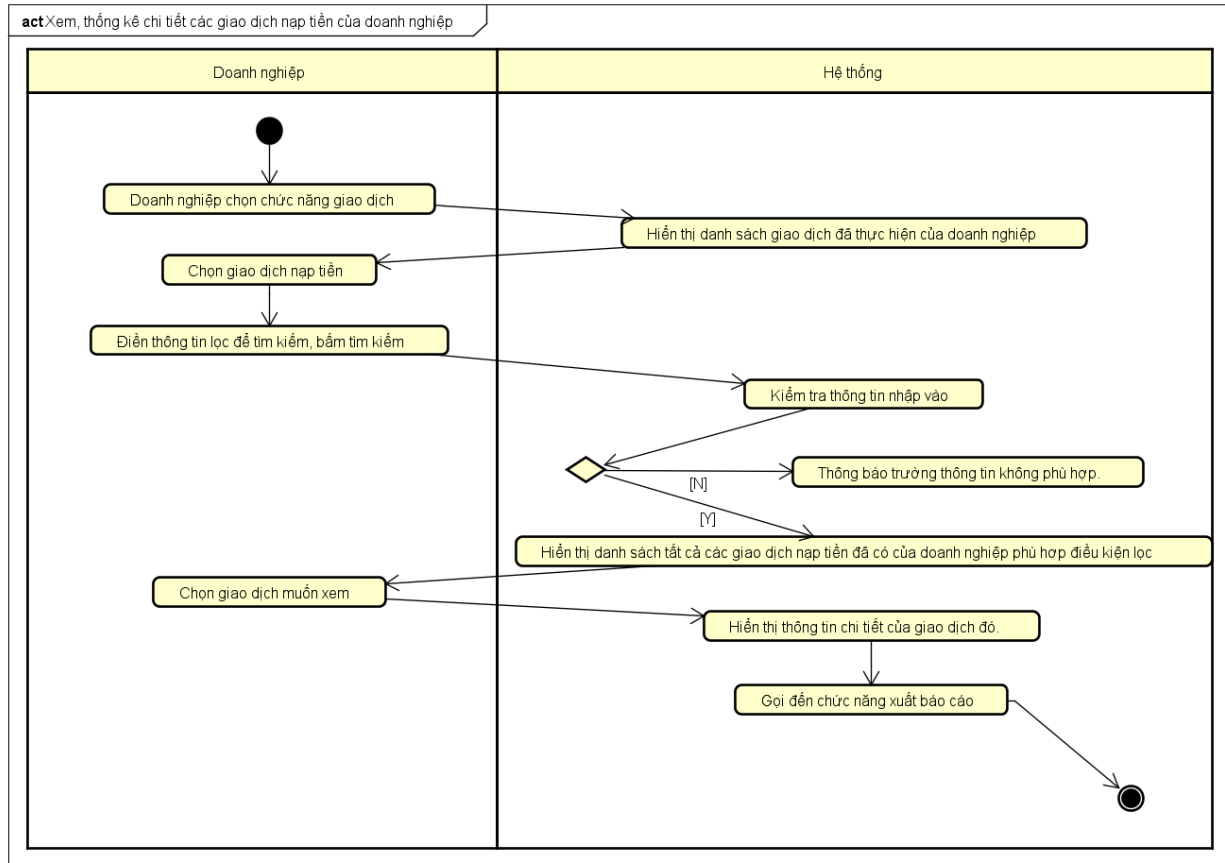 act Xem, thống kê chi tiết các giao dịch nạp tiền của doanh nghiệp
Doanh nghiệp
Hệ thống
Doanh nghiệp chọn chức năng giao dịch
Hiển thị danh sách giao dịch đã thực hiện của doanh nghiệp
Chọn giao dịch nạp tiền
Điền thông tin lọc để tìm kiếm, bấm tìm kiếm
Kiểm tra thông tin nhập vào
Thông báo trường thông tin không phù hợp.
[N]
[Y]
Hiển thị danh sách tất cả các giao dịch nạp tiền đã có của doanh nghiệp phù hợp điều kiện lọc
Chọn giao dịch muốn xem
Hiển thị thông tin chi tiết của giao dịch đó.
Gọi đến chức năng xuất báo cáo